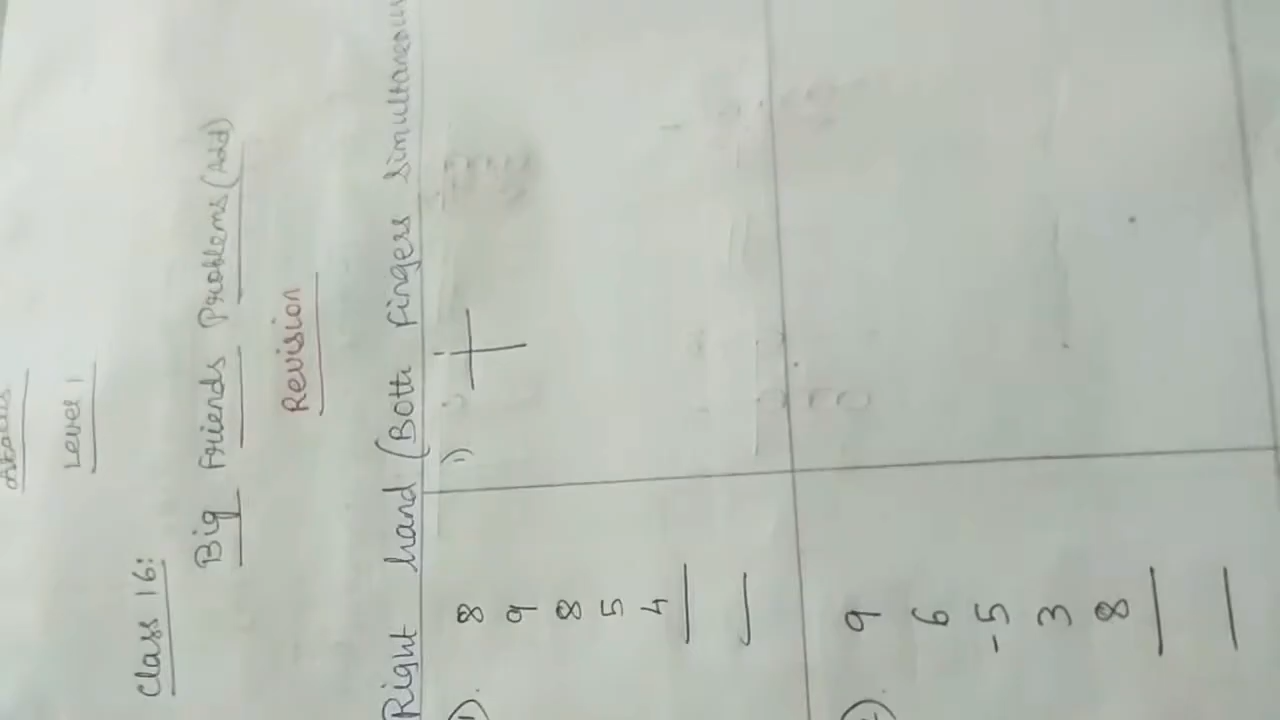 Level 1
Class 16:
Big Friends Problems (Add)
Revision
Right hand (Both Fingers Simultaneous
1). 8
9
8
5
4
1) +
2). 9
6
-5
3
8